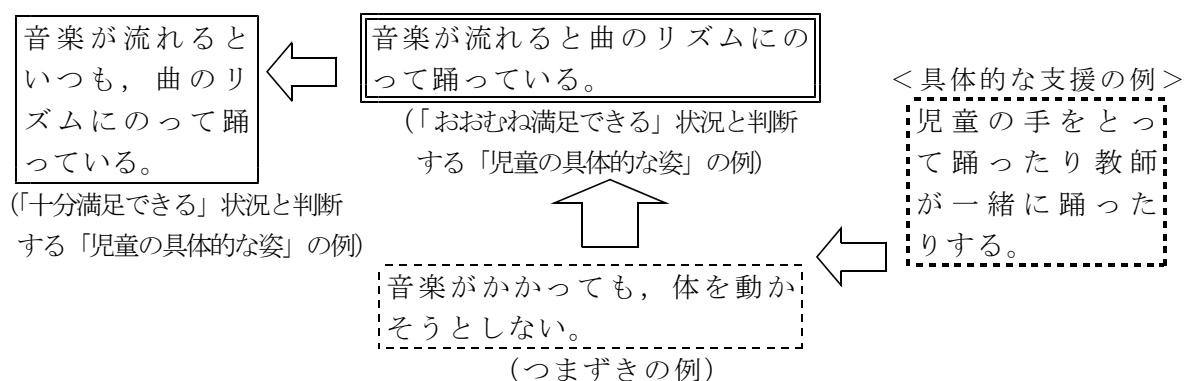 音楽が流れると
いつも，曲のリ
ズムにのって踊
っている。
（「十分満足できる」状況と判断
する「児童の具体的な姿」の例）
音楽が流れると曲のリズムにの
って踊っている。
（「おおむね満足できる」状況と判断
する「児童の具体的な姿」の例）
＜具体的な支援の例＞
児童の手をとっ
て踊ったり教師
が一緒に踊った
りする。
音楽がかかっても，体を動か
そうとしない。
（つまずきの例）